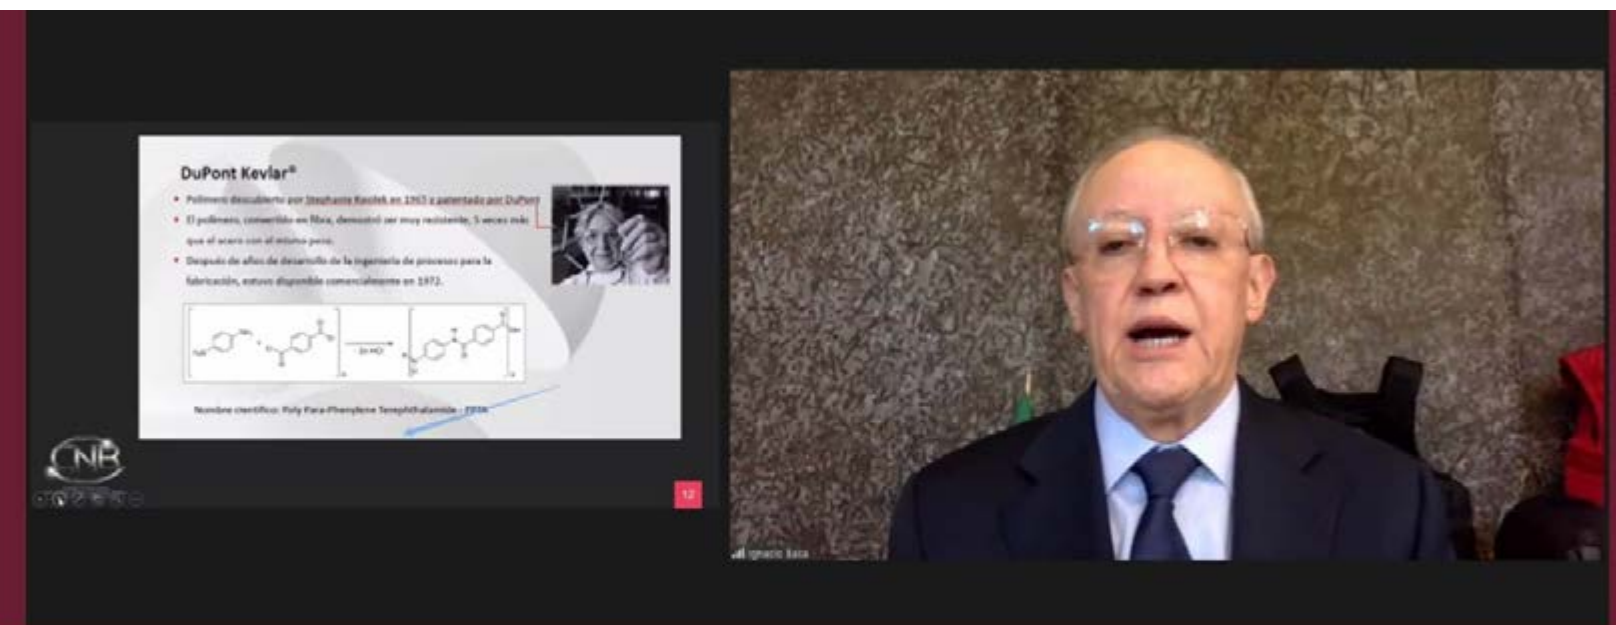 DuPont Kevlar®
Polímero descubierto por Stephanie Kwolek en 1965 y patentado por DuPont
El polímero, convertido en fibra, demostró ser muy resistente, 5 veces más
que el acero con el mismo peso.
Después de años de desarrollo de la ingeniería de procesos para la
fabricación, estuvo disponible comercialmente en 1972.
- 2n HCl
Nombre científico: Poly Para-Phenylene Terephthalamide - PPTA
CNB
12
Ignacio Baca